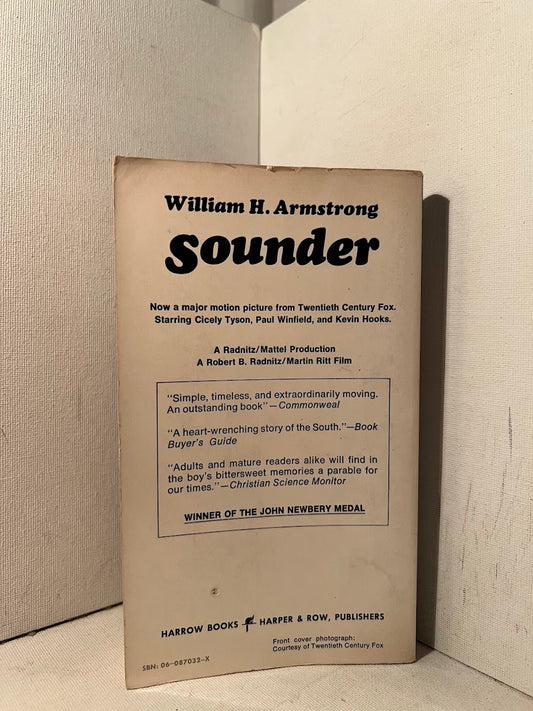 William H. Armstrong
Sounder
Now a major motion picture from Twentieth Century Fox.
Starring Cicely Tyson, Paul Winfield, and Kevin Hooks.
A Radnitz/Mattel Production
A Robert B. Radnitz/Martin Ritt Film
"Simple, timeless, and extraordinarily moving.
An outstanding book"—Commonweal
"A heart-wrenching story of the South."—Book
Buyer's Guide
"Adults and mature readers alike will find in
the boy's bittersweet memories a parable for
our times."—Christian Science Monitor
WINNER OF THE JOHN NEWBERY MEDAL
HARROW BOOKS HARPER & ROW, PUBLISHERS
Front cover photograph:
Courtesy of Twentieth Century Fox
SBN: 06-087032-X